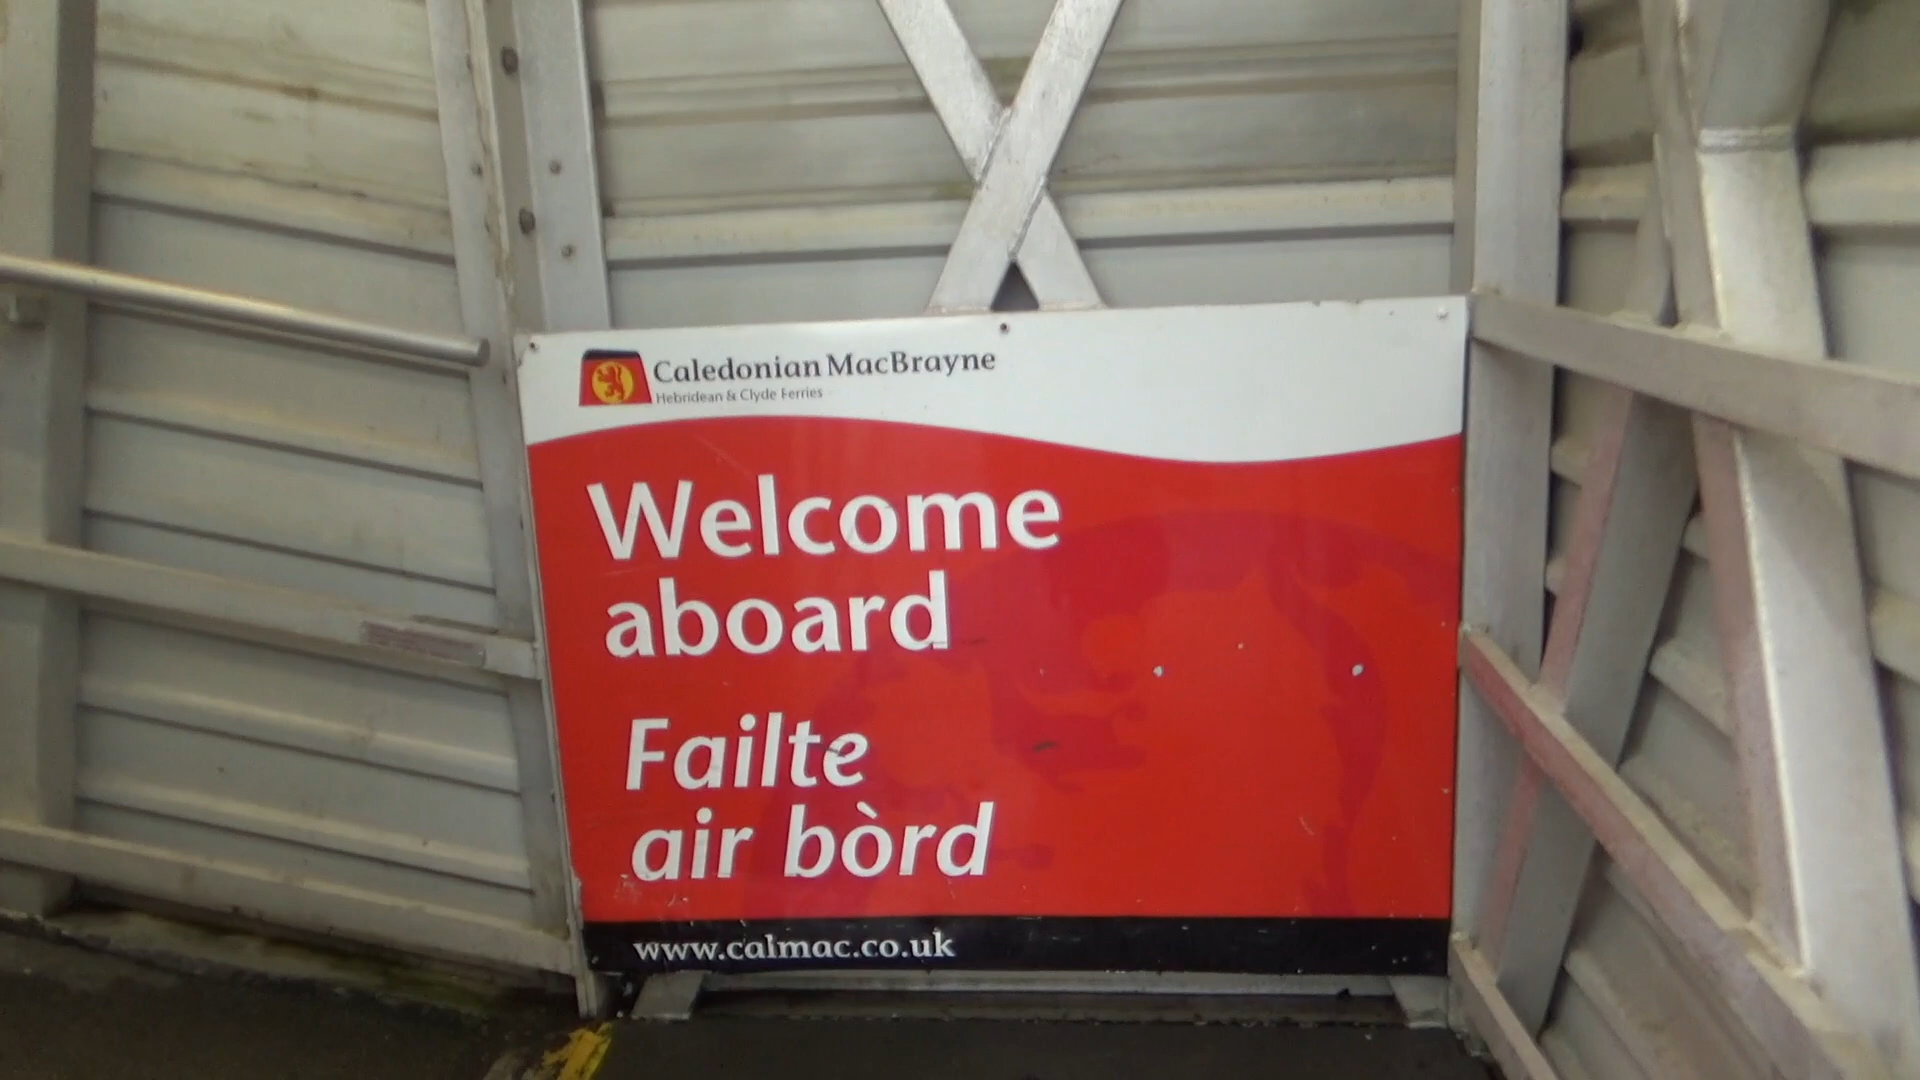 Caledonian MacBrayne
Hebridean & Clyde Ferries
Welcome
aboard
Failte
air bòrd
www.calmac.co.uk